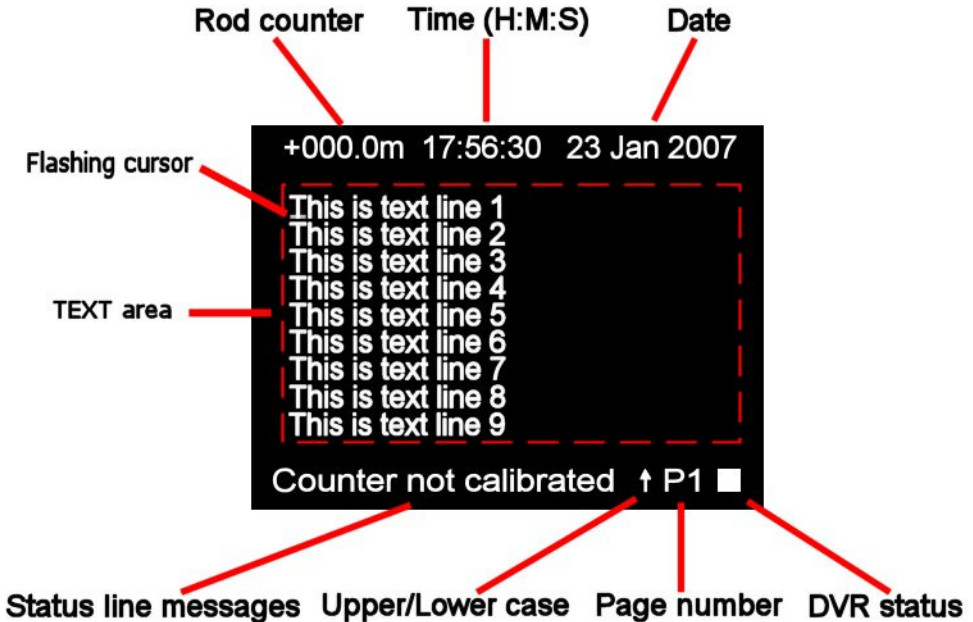 Rod counter Time (H:M:S) Date
+000.0m 17:56:30 23 Jan 2007
Flashing cursor
This is text line 1
This is text line 2
This is text line 3
This is text line 4
TEXT area
This is text line 5
This is text line 6
This is text line 7
This is text line 8
This is text line 9
Counter not calibrated ↑ P1
Status line messages Upper/Lower case Page number DVR status